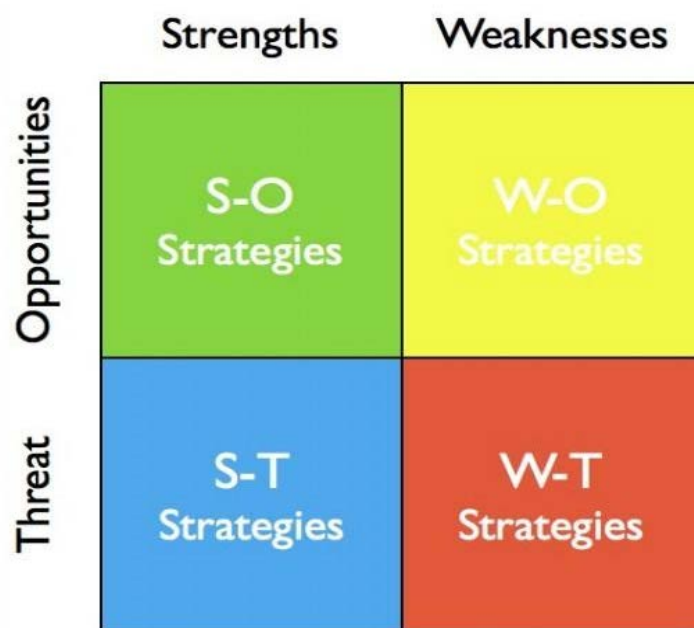 Strengths Weaknesses
Opportunities
S-O
Strategies
W-O
Strategies
Threat
S-T
Strategies
W-T
Strategies